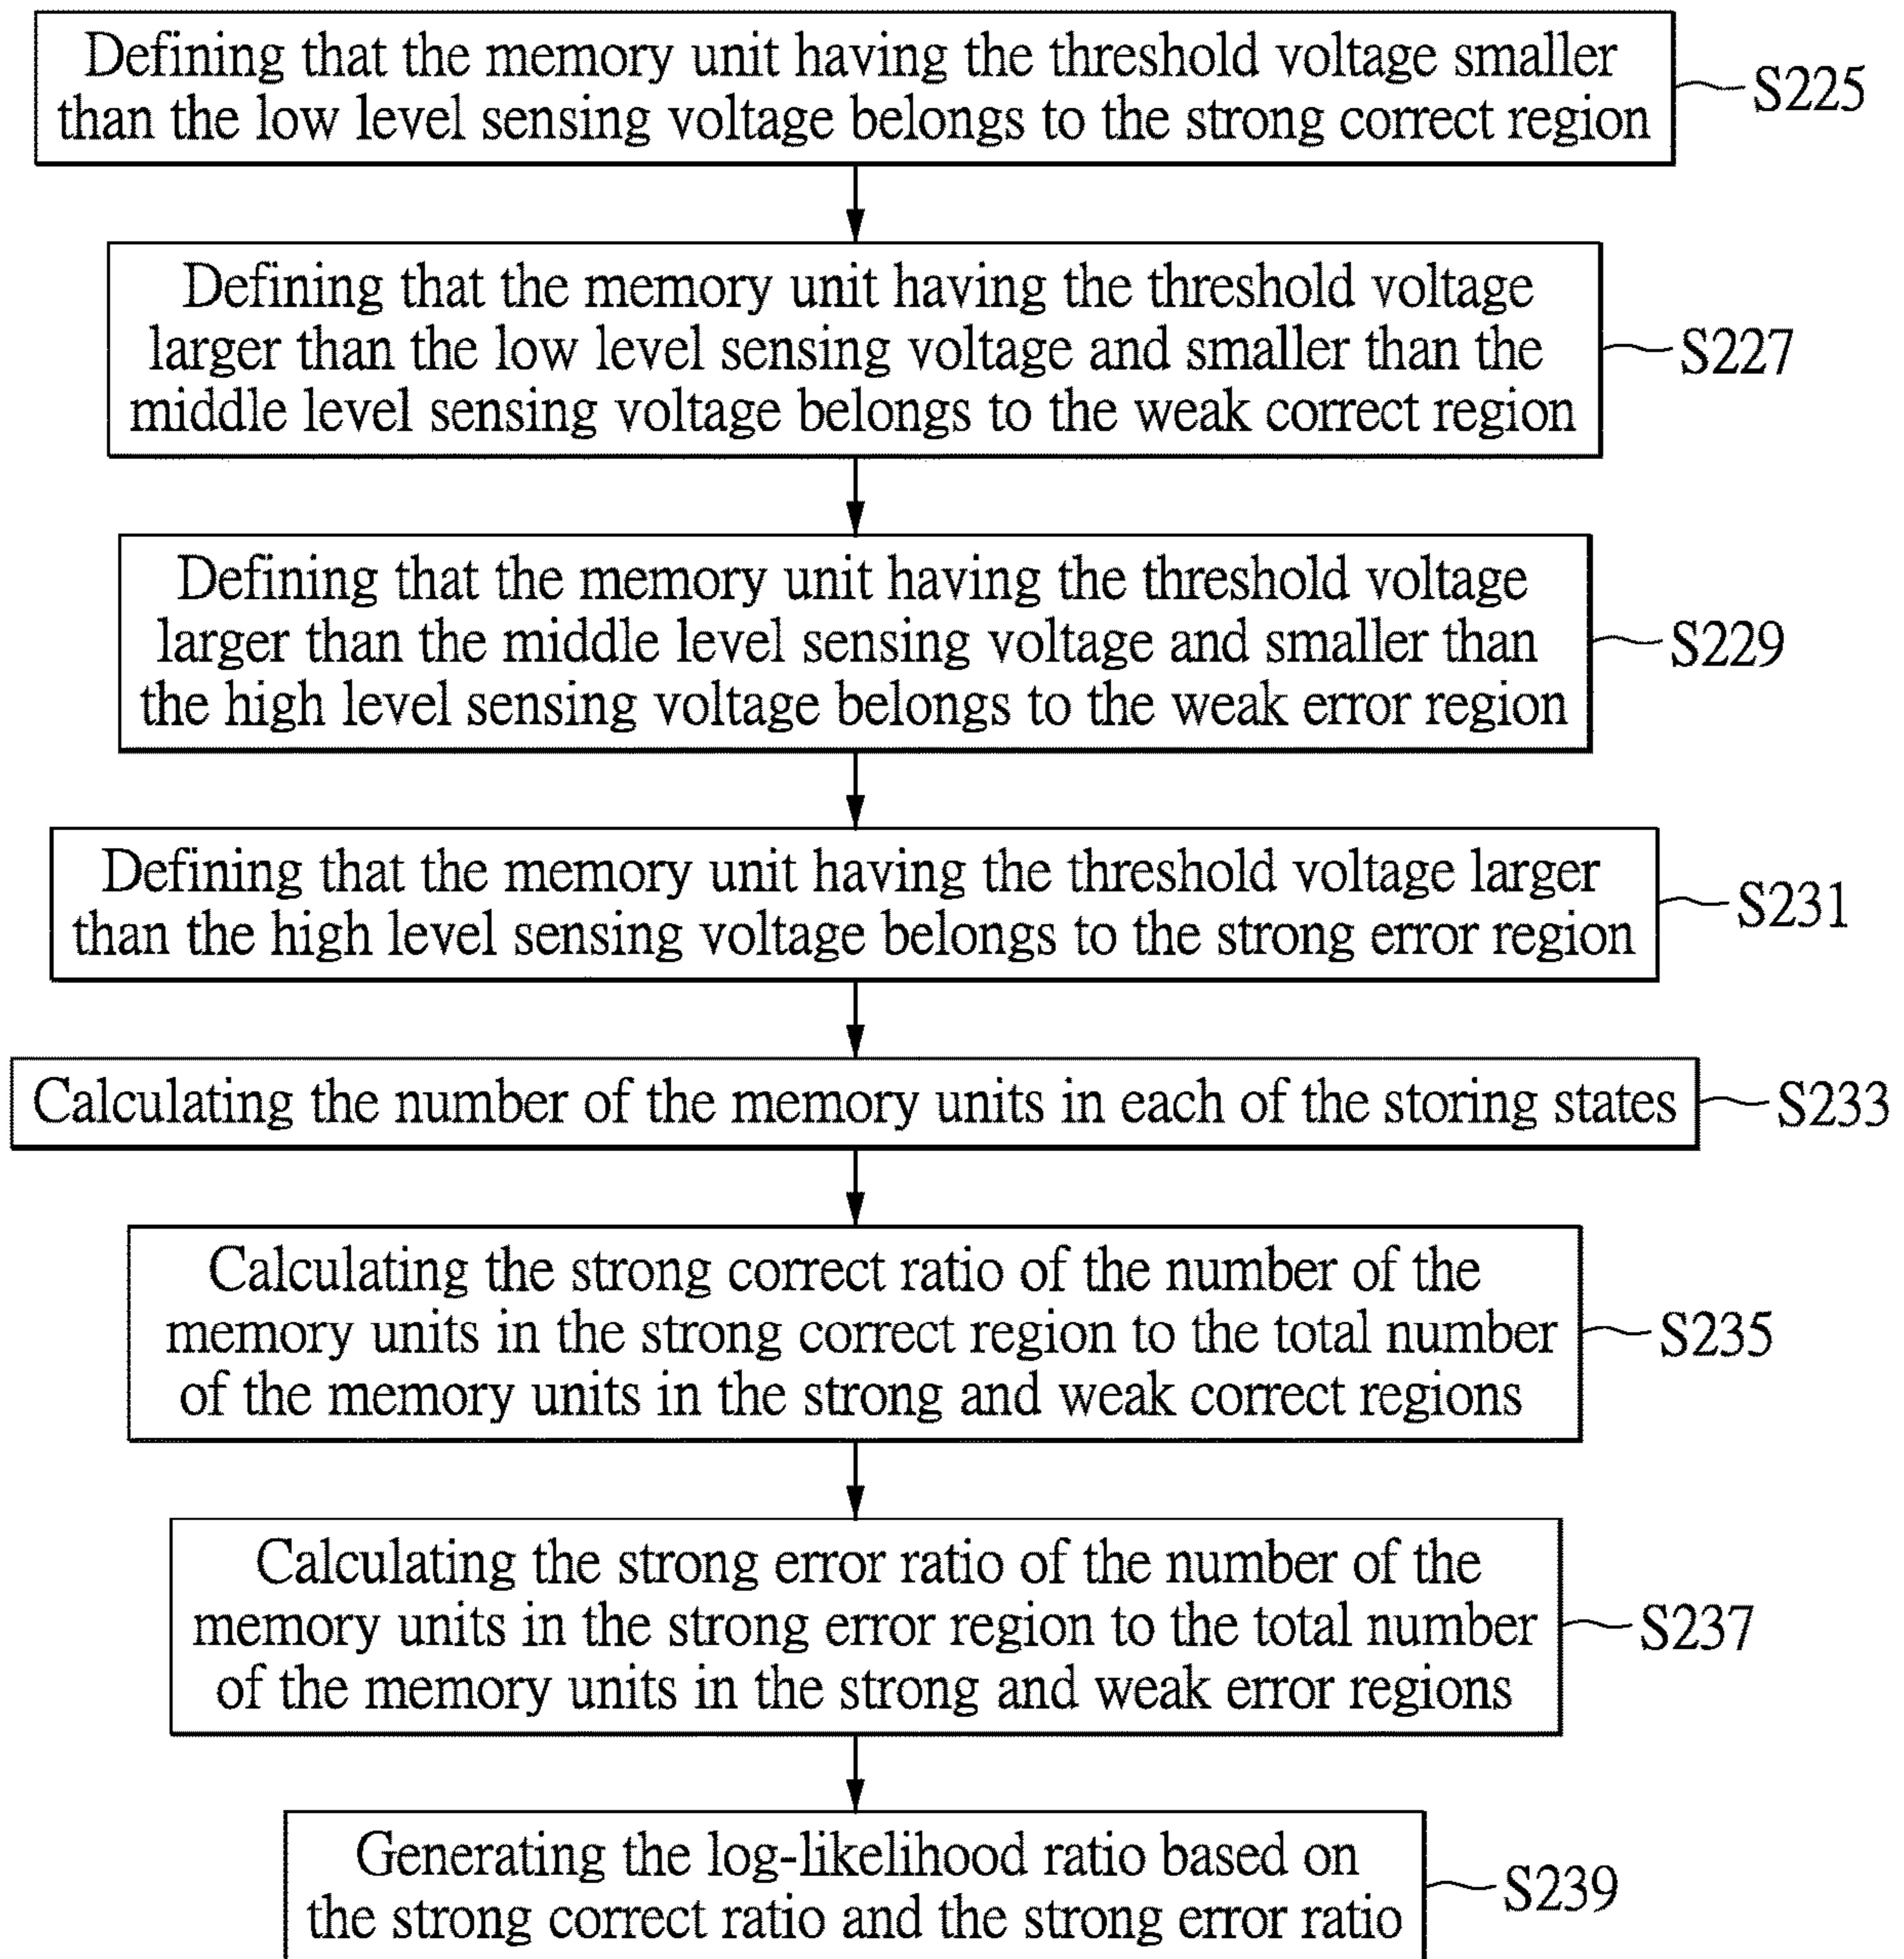 Defining that the memory unit having the threshold voltage smaller
than the low level sensing voltage belongs to the strong correct region
S225
Defining that the memory unit having the threshold voltage
larger than the low level sensing voltage and smaller than the
middle level sensing voltage belongs to the weak correct region
S227
Defining that the memory unit having the threshold voltage
larger than the middle level sensing voltage and smaller than
the high level sensing voltage belongs to the weak error region
S229
Defining that the memory unit having the threshold voltage larger
than the high level sensing voltage belongs to the strong error region
S231
Calculating the number of the memory units in each of the storing states
S233
Calculating the strong correct ratio of the number of the
memory units in the strong correct region to the total number
of the memory units in the strong and weak correct regions
S235
Calculating the strong error ratio of the number of the
memory units in the strong error region to the total number
of the memory units in the strong and weak error regions
S237
Generating the log-likelihood ratio based on
the strong correct ratio and the strong error ratio
S239